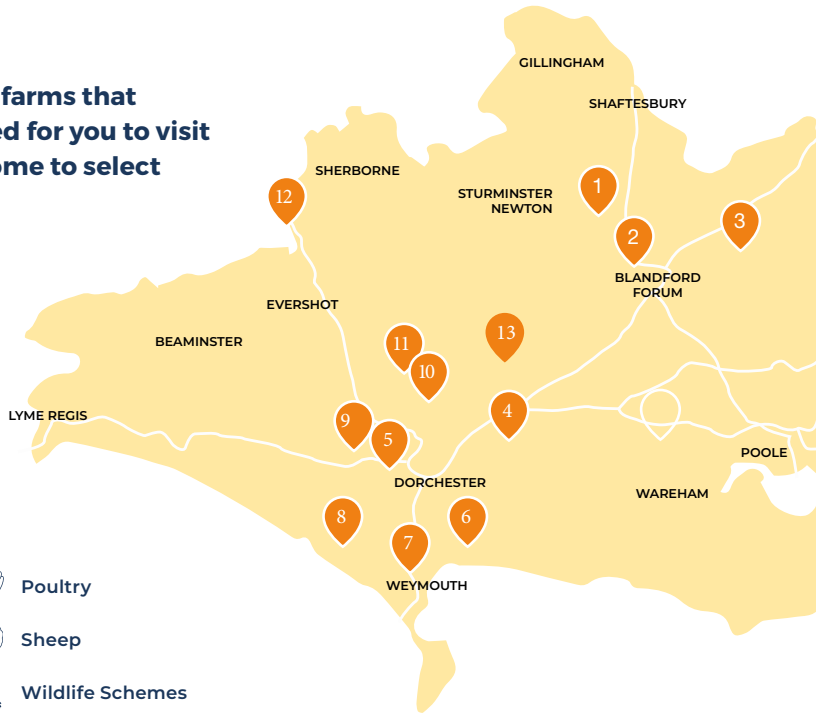 farms that
for you to visit
to select
GILLINGHAM
SHAFTESBURY
SHERBORNE
1
12
STURMINSTER
NEWTON
3
2
BLANDFORD
FORUM
EVERSHOT
13
BEAMINSTER
11
10
LYME REGIS
9
4
5
POOLE
DORCHESTER
WAREHAM
8
6
7
WEYMOUTH
Poultry
Sheep
Wildlife Schemes